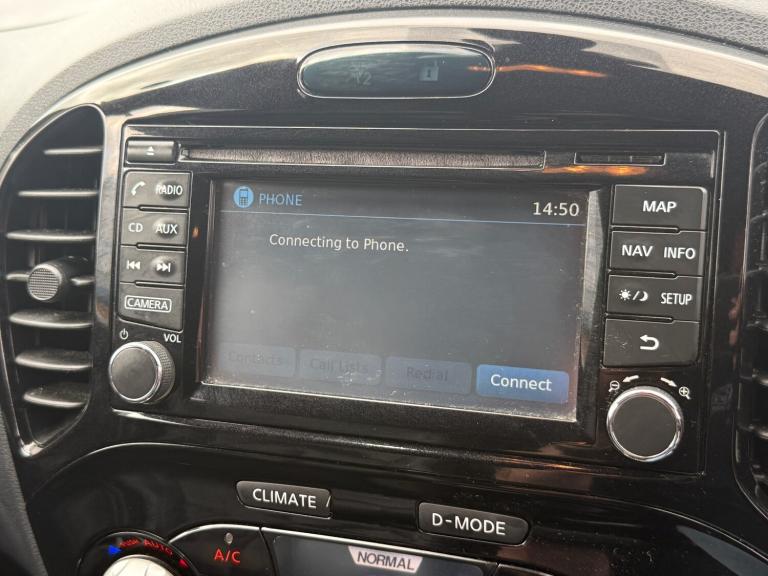 PHONE
14:50
Connecting to Phone.
Contacts
Call Lists
Redial
Connect
RADIO
CD AUX
CAMERA
VOL
MAP
NAV INFO
SETUP
CLIMATE
D-MODE
AUTO
A/C
NORMAL